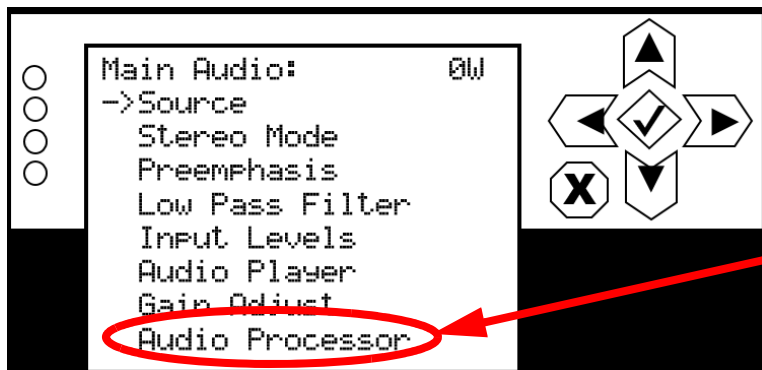 Main Audio: 0W
->Source
Stereo Mode
Preemphasis
Low Pass Filter
Input Levels
Audio Player
Gain Adjust
Audio Processor
X